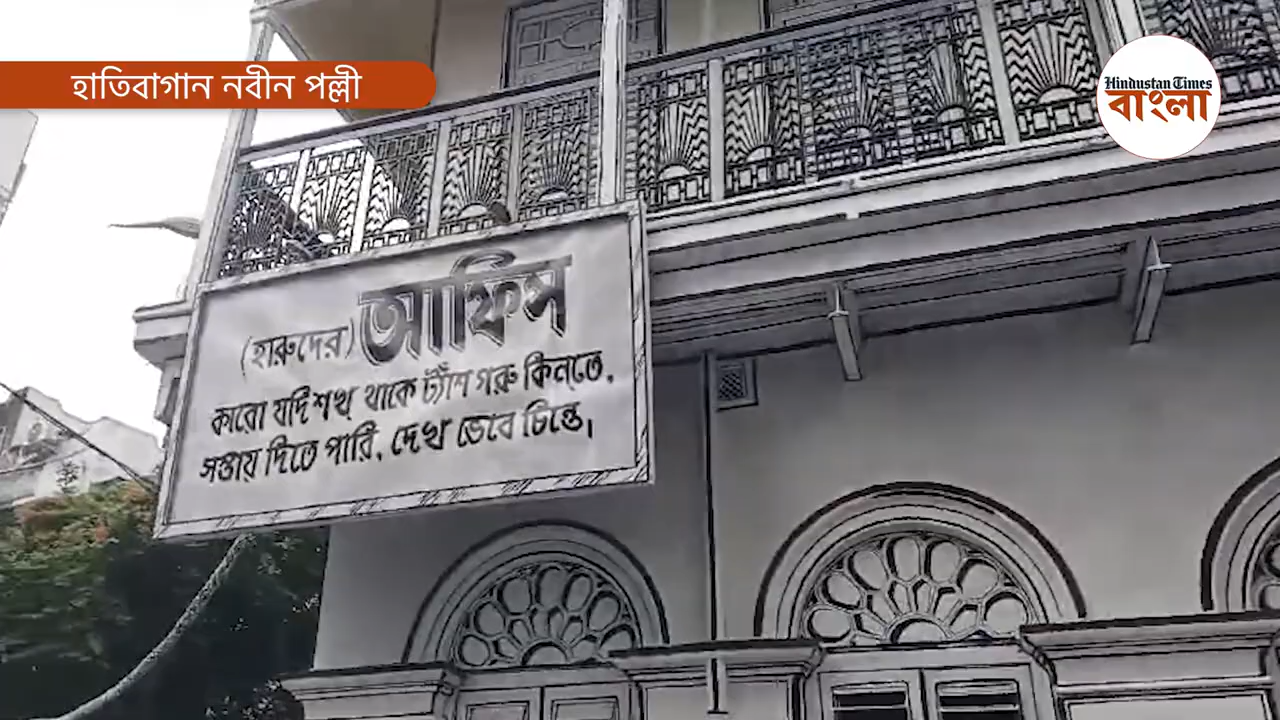 হাতিবাগান নবীন পল্লী
Hindustan Times
বাংলা
(হারুদের) আফিস
কারো যদি শখ থাকে ট্যাঁশ গরু কিনতে,
সস্তায় দিতে পারি, দেখ ভেবে চিন্তে।